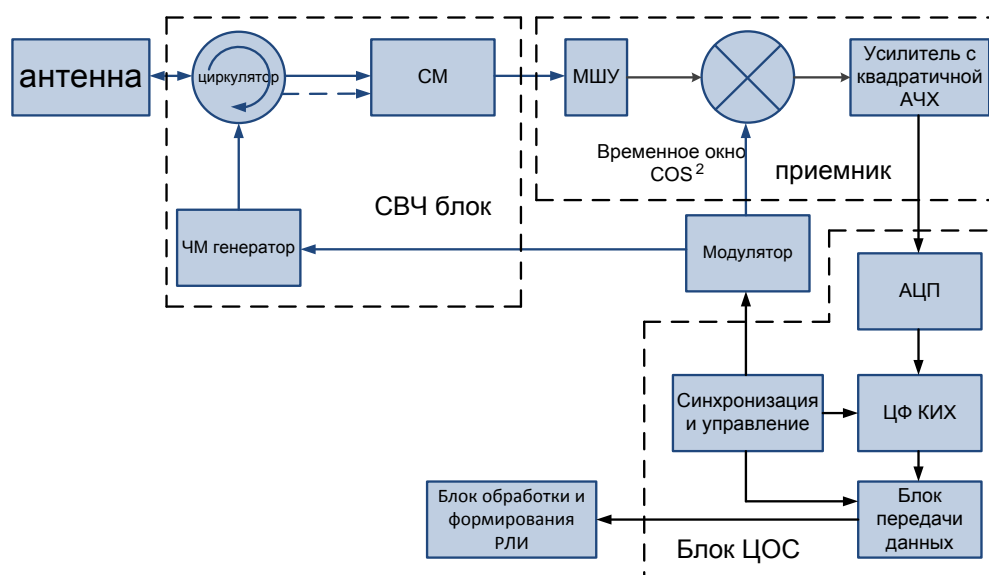 антенна
циркулятор
СМ
МШУ
Усилитель с
квадратичной
АЧХ
Временное окно
COS²
приемник
СВЧ блок
ЧМ генератор
Модулятор
АЦП
Синхронизация
и управление
ЦФ КИХ
Блок обработки и
формирования
РЛИ
Блок
передачи
данных
Блок ЦОС